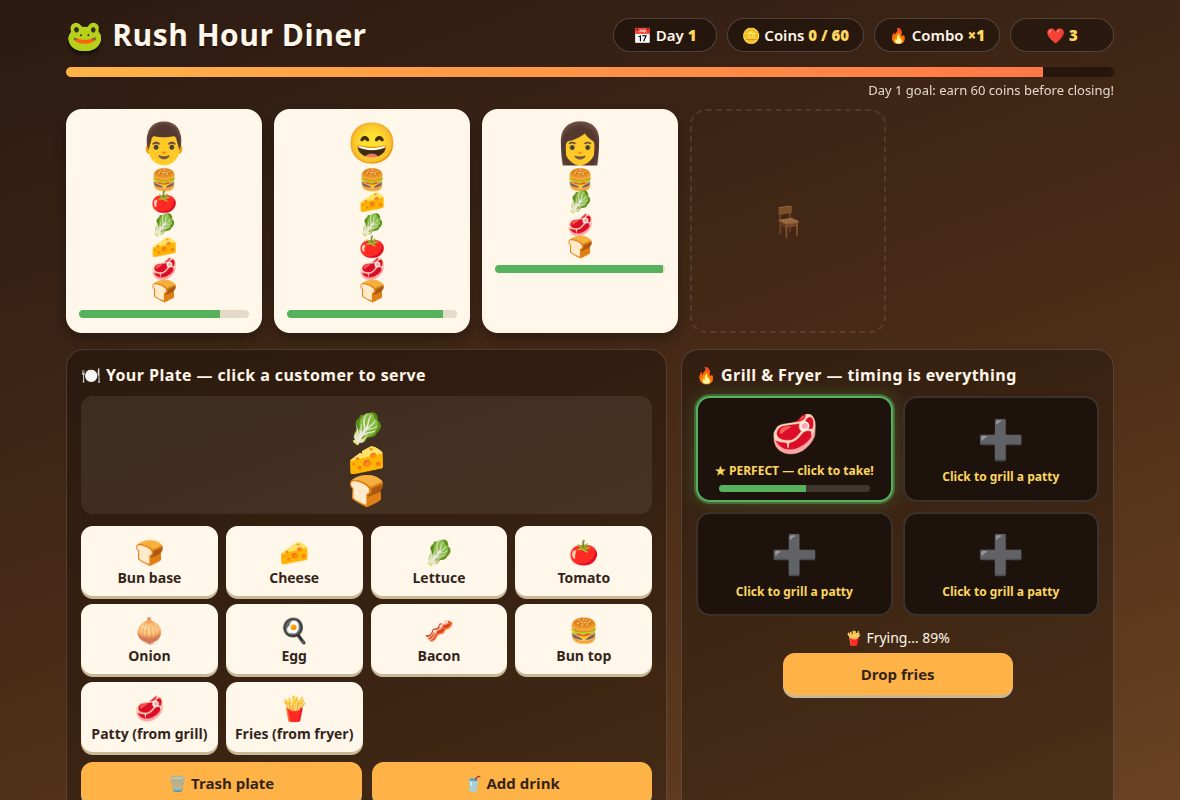 Rush Hour Diner
Day 1
Coins 0 / 60
Combo ×1
3
Day 1 goal: earn 60 coins before closing!
Your Plate — click a customer to serve
Bun base
Cheese
Lettuce
Tomato
Onion
Egg
Bacon
Bun top
Patty (from grill)
Fries (from fryer)
Trash plate
Add drink
Grill & Fryer — timing is everything
★ PERFECT — click to take!
Click to grill a patty
Click to grill a patty
Click to grill a patty
Frying... 89%
Drop fries